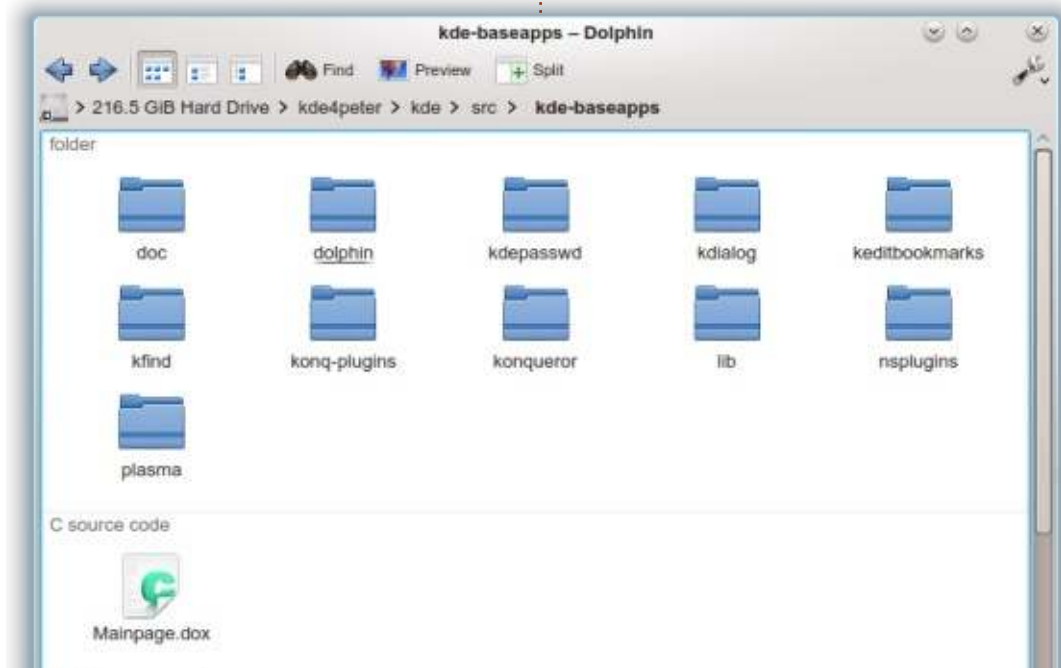 kde-baseapps – Dolphin
Find Preview Split
> 216.5 GiB Hard Drive > kde4peter > kde > src > kde-baseapps
folder
doc dolphin kdepasswd kdialog keditbookmarks
kfind konq-plugins konqueror lib nsplugins
plasma
C source code
Mainpage.dox